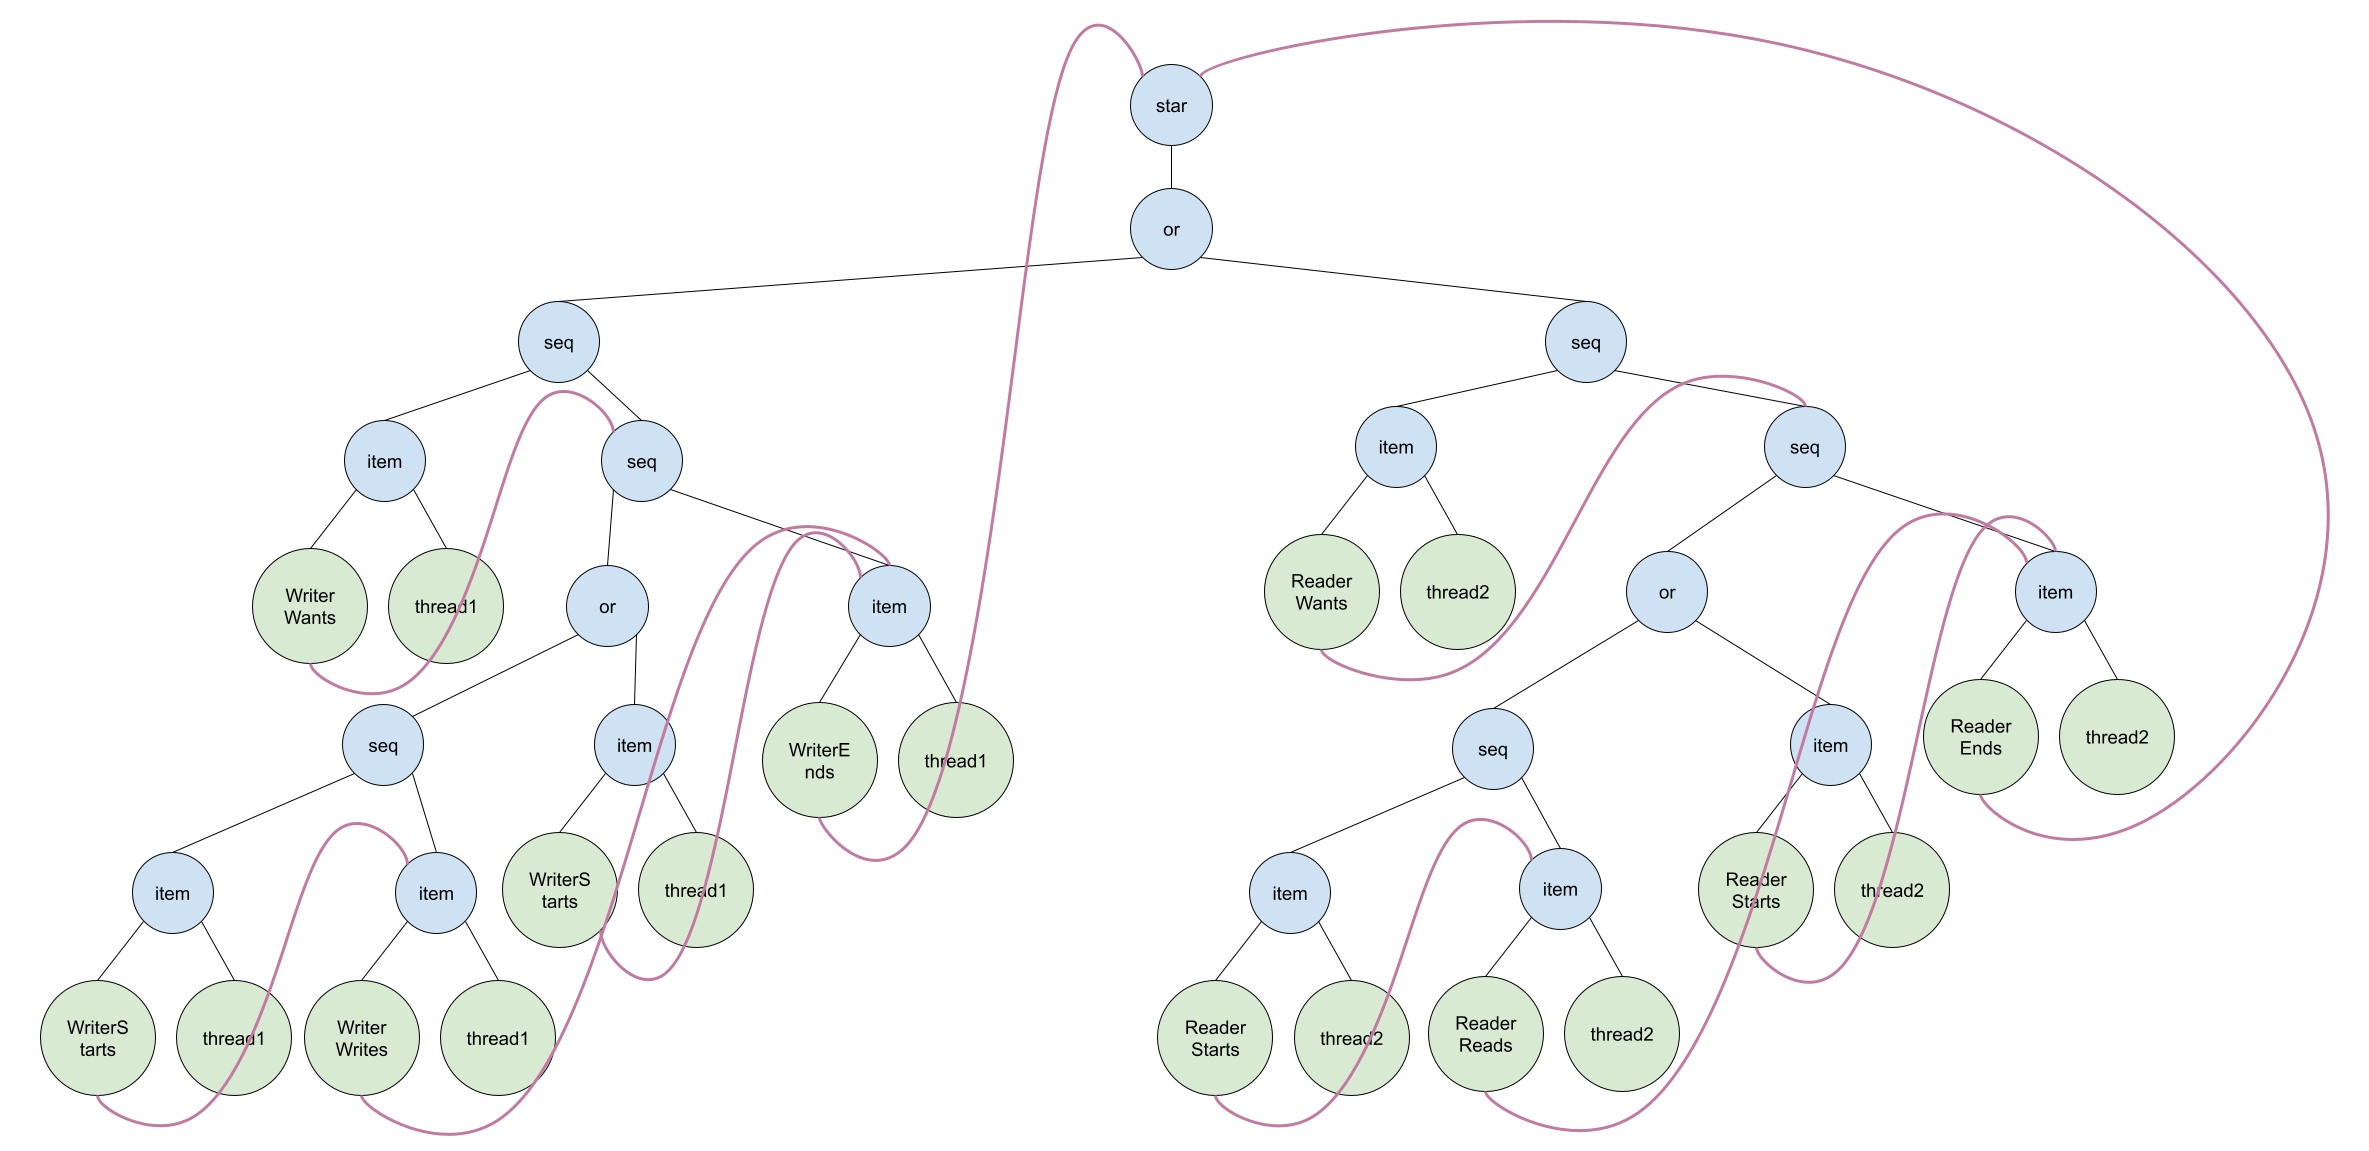 star
or
seq
seq
item
seq
item
seq
Writer
Wants
thread1
or
item
Reader
Wants
thread2
or
item
seq
item
WriterE
nds
thread1
seq
item
Reader
Ends
thread2
item
item
WriterS
tarts
thread1
item
item
Reader
Starts
thread2
WriterS
tarts
thread1
Writer
Writes
thread1
Reader
Starts
thread2
Reader
Reads
thread2